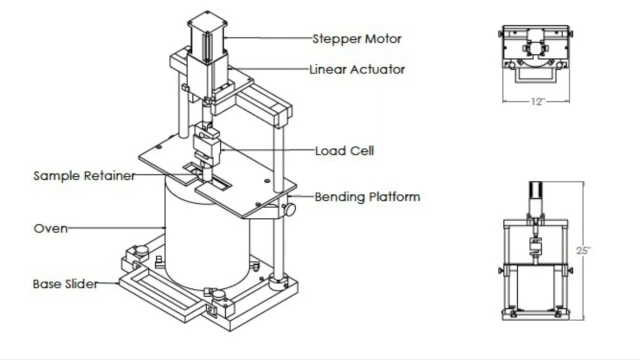 Stepper Motor
Linear Actuator
Load Cell
Sample Retainer
Bending Platform
Oven
Base Slider
12"
25"